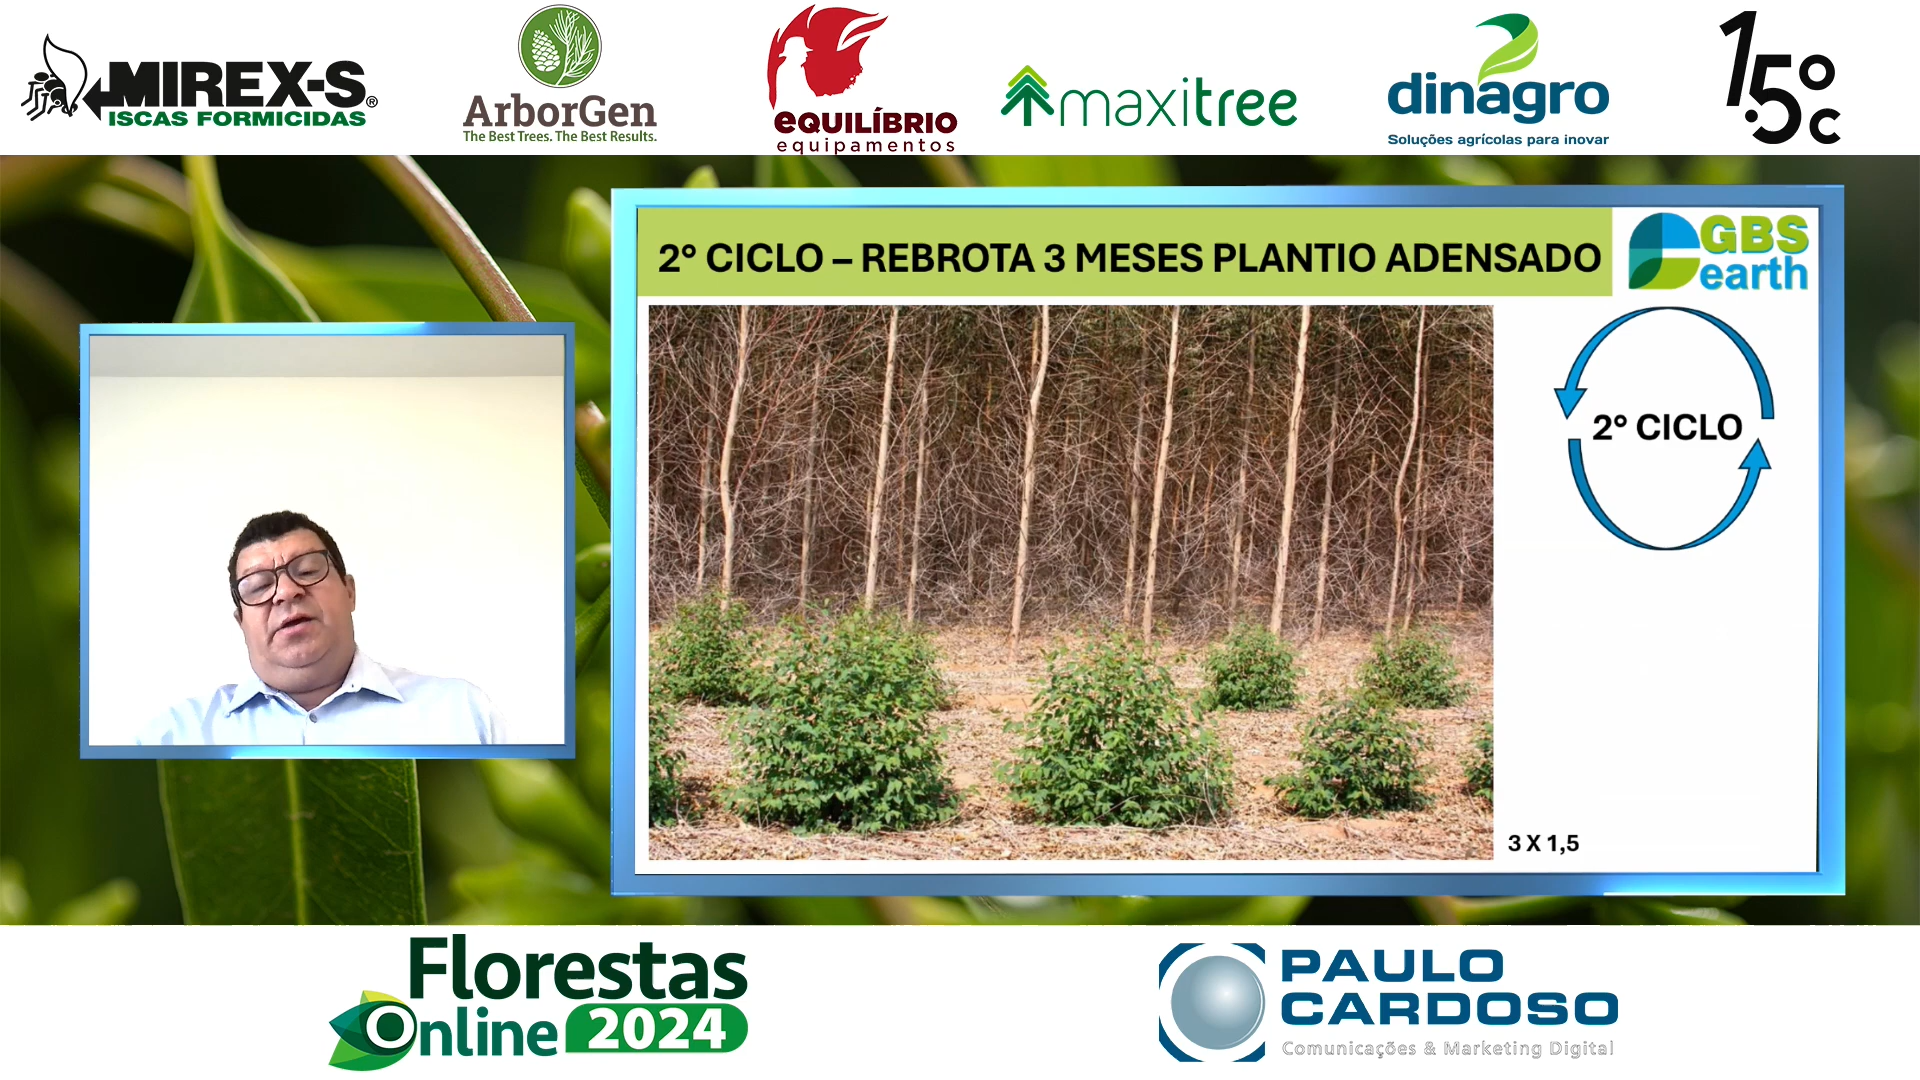 MIREX-S®
ISCAS FORMICIDAS
ArborGen
The Best Trees. The Best Results.
eQUILÍBRIO
equipamentos
maxitree
dinagro
Soluções agrícolas para inovar
1.5°c
2° CICLO – REBROTA 3 MESES PLANTIO ADENSADO
GBS
earth
2° CICLO
3 X 1,5
Florestas
Online 2024
PAULO
CARDOSO
Comunicações & Marketing Digital